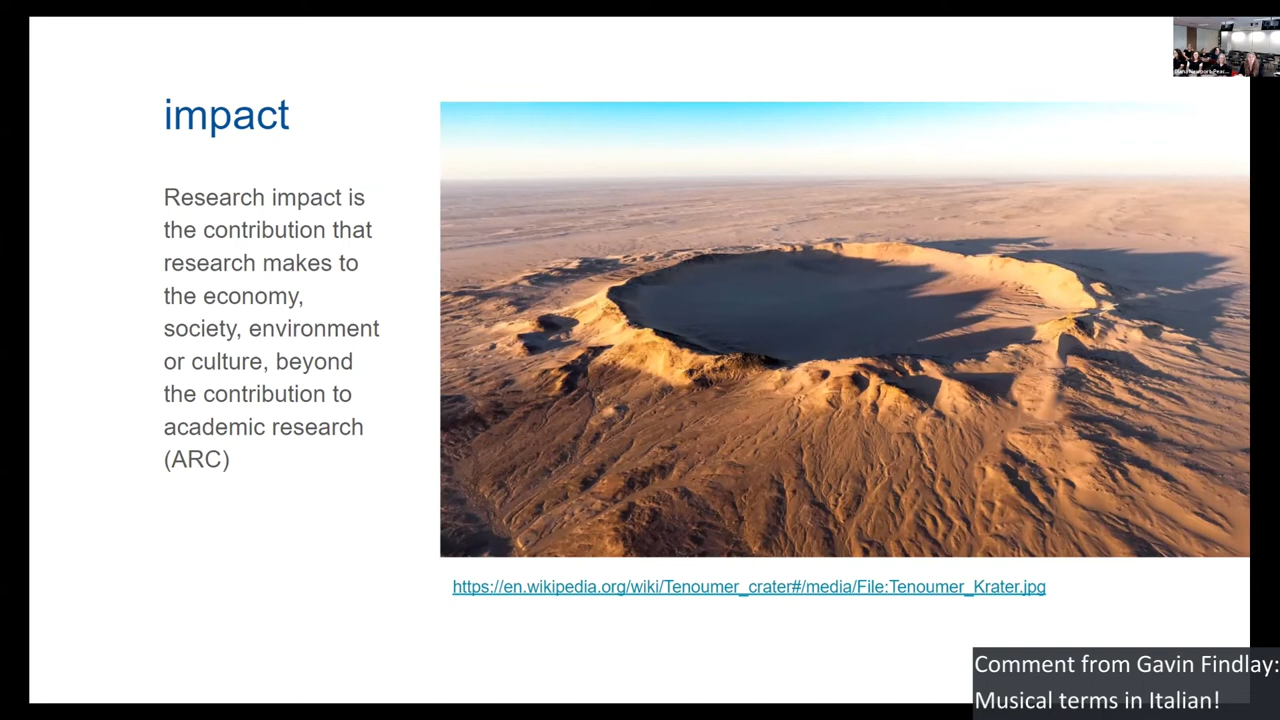 impact
Research impact is
the contribution that
research makes to
the economy,
society, environment
or culture, beyond
the contribution to
academic research
(ARC)
https://en.wikipedia.org/wiki/Tenoumer_crater#/media/File:Tenoumer_Krater.jpg
Comment from Gavin Findlay:
Musical terms in Italian!